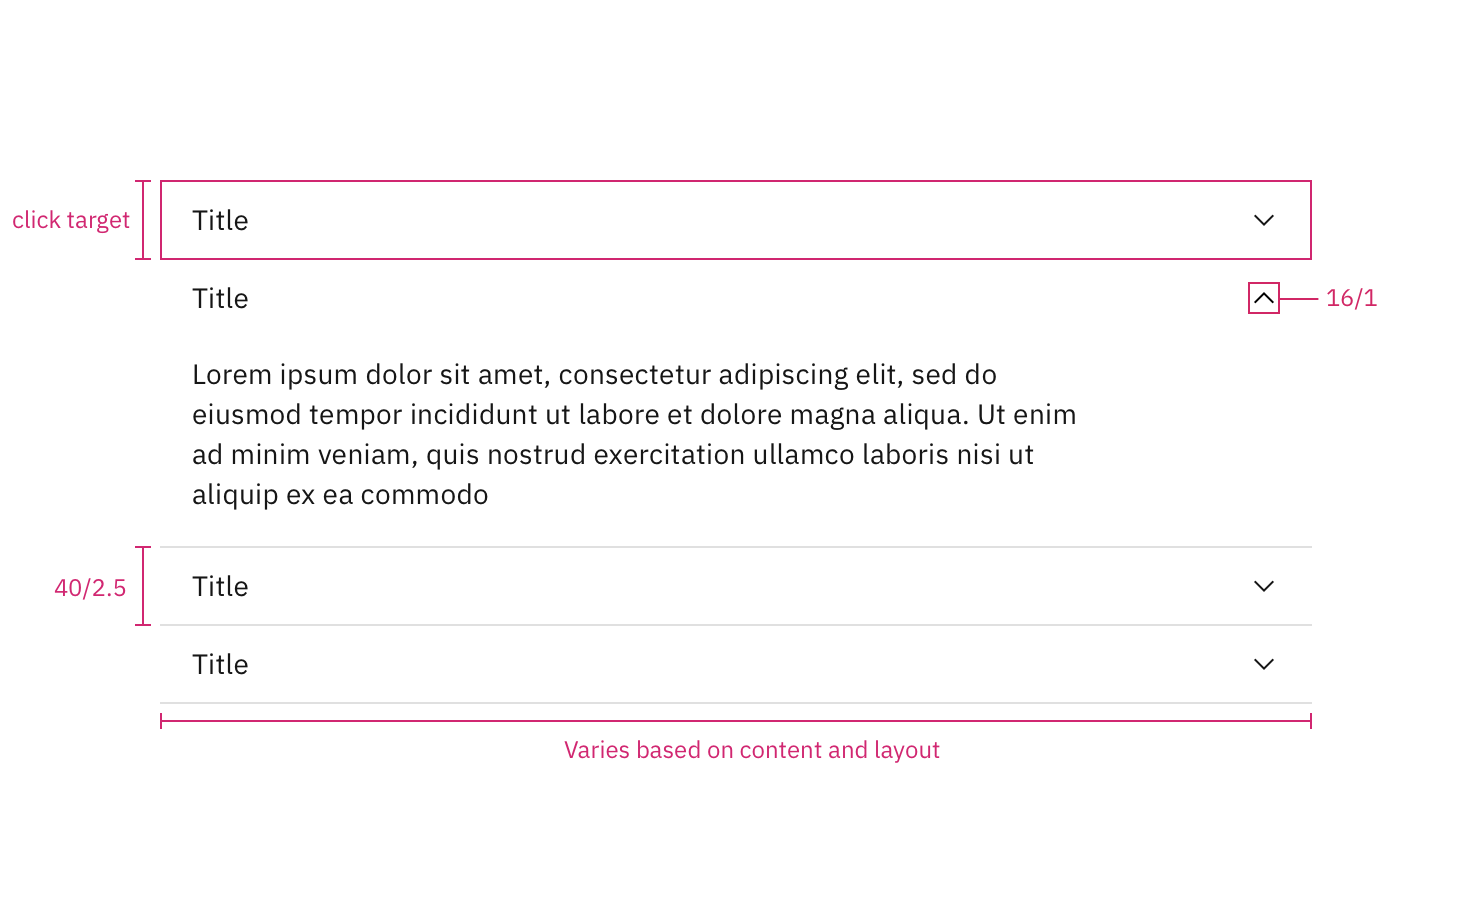 click target
Title
Title
16/1
Lorem ipsum dolor sit amet, consectetur adipiscing elit, sed do
eiusmod tempor incididunt ut labore et dolore magna aliqua. Ut enim
ad minim veniam, quis nostrud exercitation ullamco laboris nisi ut
aliquip ex ea commodo
40/2.5
Title
Title
Varies based on content and layout